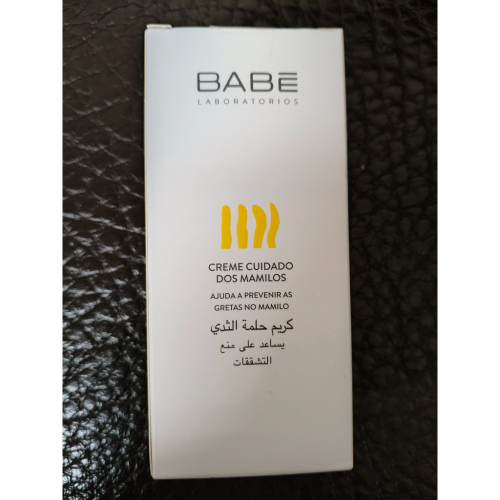 BABĒ
LABORATORIOS
CREME CUIDADO
DOS MAMILOS
AJUDA A PREVENIR AS
GRETAS NO MAMILO
كريم حلمة الثدي
يساعد على منع
التشققات